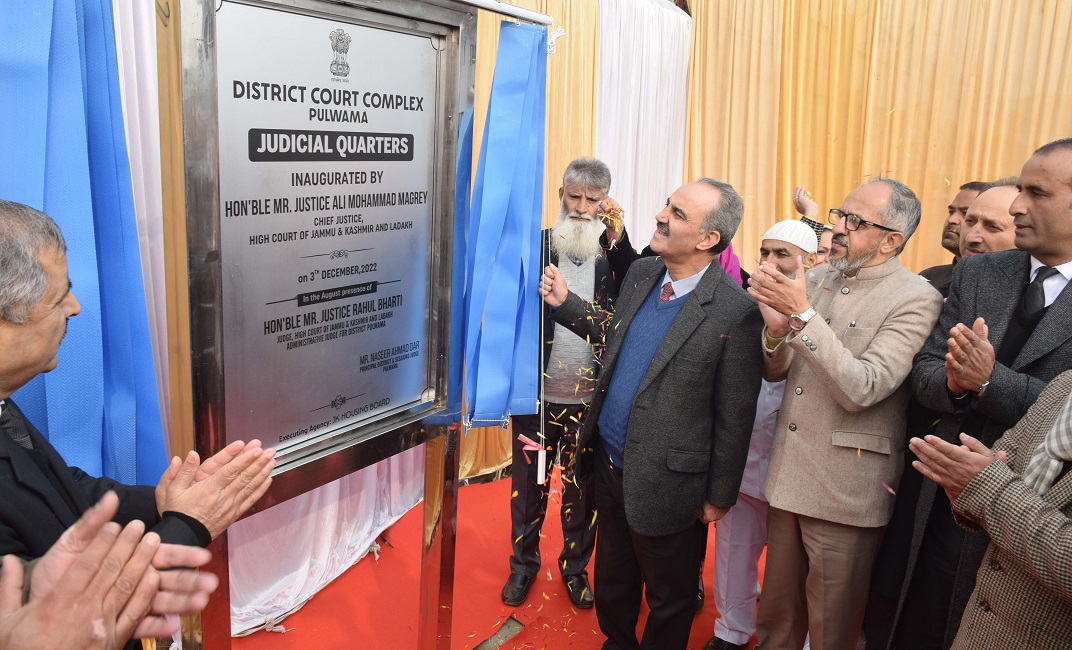 DISTRICT COURT COMPLEX
PULWAMA
JUDICIAL QUARTERS
INAUGURATED BY
HON'BLE MR. JUSTICE ALI MOHAMMAD MAGREY
CHIEF JUSTICE,
HIGH COURT OF JAMMU & KASHMIR AND LADAKH
on 3TH DECEMBER,2022
In the August presence of
HON'BLE MR. JUSTICE RAHUL BHARTI
JUDGE, HIGH COURT OF JAMMU & KASHMIR AND LADAKH
ADMINISTRATIVE JUDGE FOR DISTRICT PULWAMA
MR. NASEER AHMAD DAR
PRINCIPAL DISTRICT & SESSIONS JUDGE
PULWAMA
Executing Agency: JK HOUSING BOARD